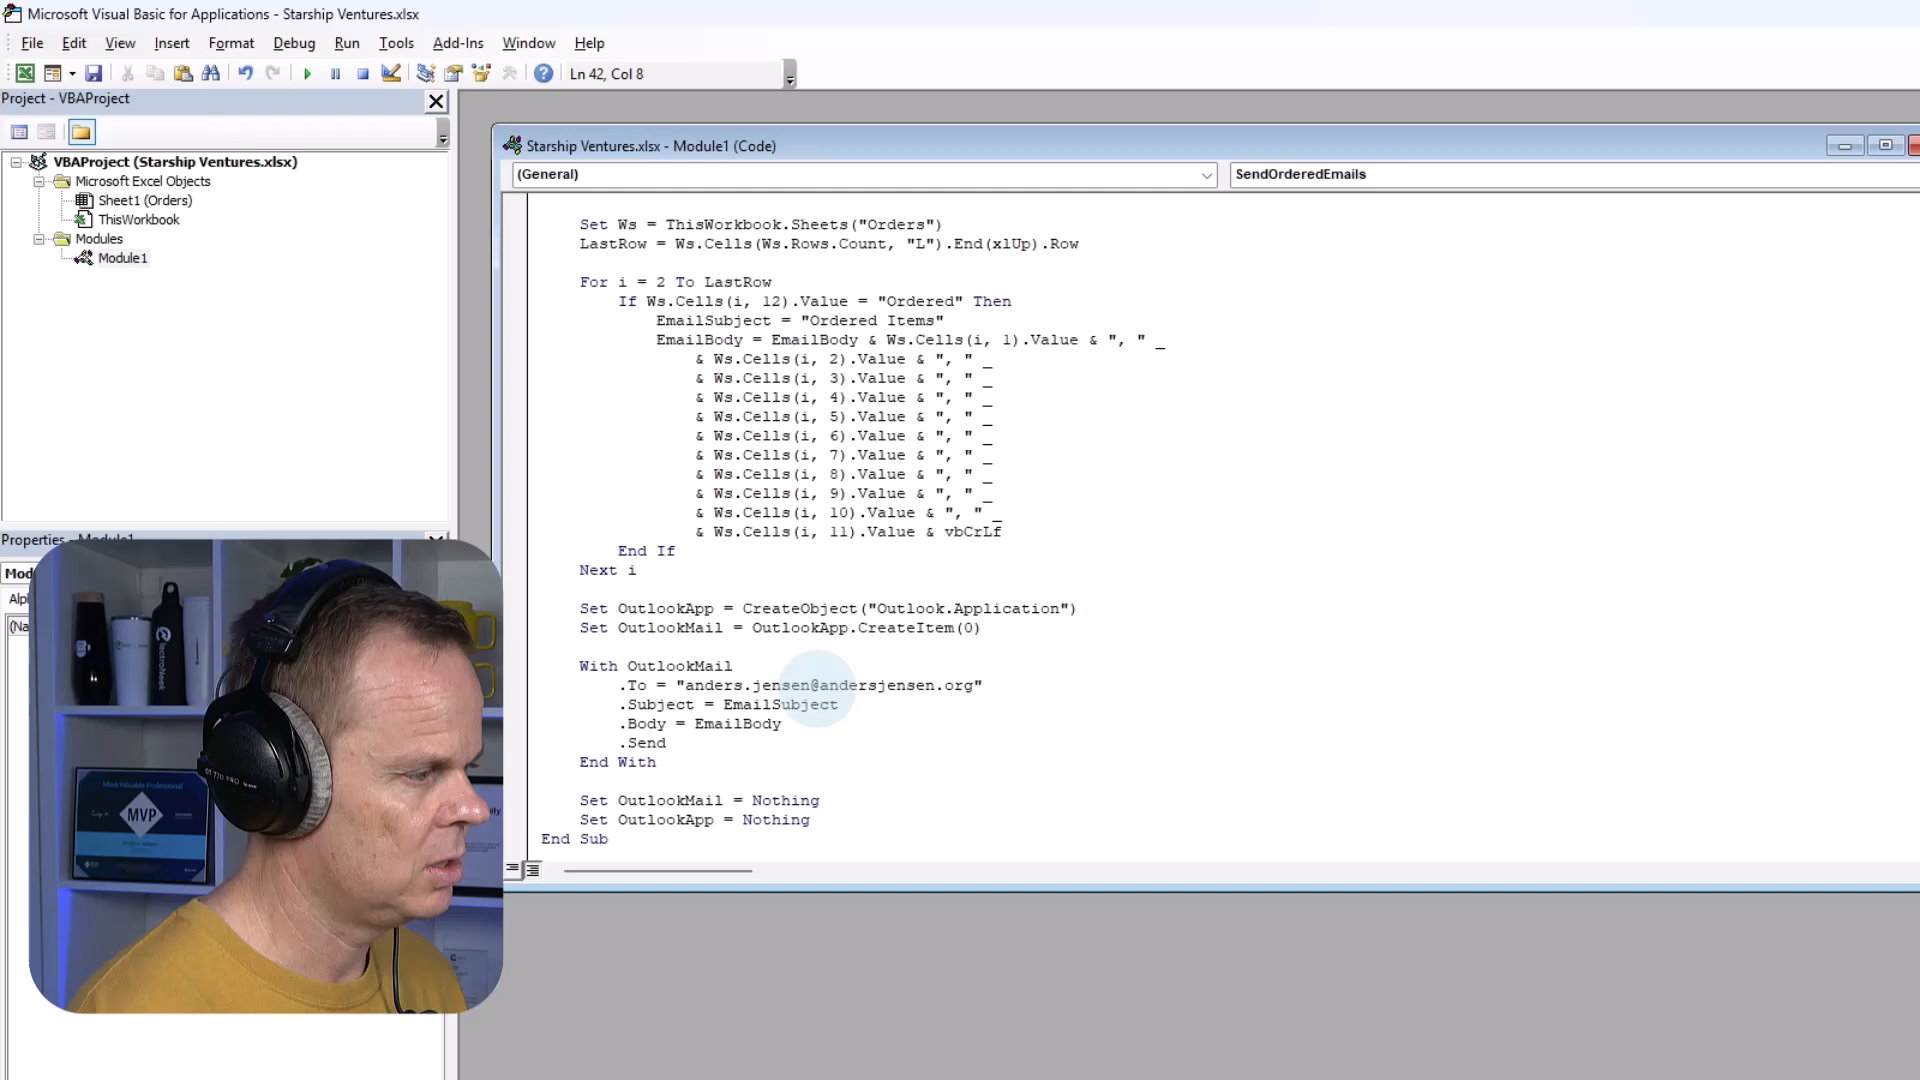 Microsoft Visual Basic for Applications - Starship Ventures.xlsx
File Edit View Insert Format Debug Run Tools Add-Ins Window Help
Ln 42, Col 8
Project - VBAProject
VBAProject (Starship Ventures.xlsx)
Microsoft Excel Objects
Sheet1 (Orders)
ThisWorkbook
Modules
Module1
Properties - Module1
Starship Ventures.xlsx - Module1 (Code)
(General) SendOrderedEmails
Set Ws = ThisWorkbook.Sheets("Orders")
LastRow = Ws.Cells(Ws.Rows.Count, "L").End(xlUp).Row
For i = 2 To LastRow
If Ws.Cells(i, 12).Value = "Ordered" Then
EmailSubject = "Ordered Items"
EmailBody = EmailBody & Ws.Cells(i, 1).Value & ", " _
& Ws.Cells(i, 2).Value & ", " _
& Ws.Cells(i, 3).Value & ", " _
& Ws.Cells(i, 4).Value & ", " _
& Ws.Cells(i, 5).Value & ", " _
& Ws.Cells(i, 6).Value & ", " _
& Ws.Cells(i, 7).Value & ", " _
& Ws.Cells(i, 8).Value & ", " _
& Ws.Cells(i, 9).Value & ", " _
& Ws.Cells(i, 10).Value & ", " _
& Ws.Cells(i, 11).Value & vbCrLf
End If
Next i
Set OutlookApp = CreateObject("Outlook.Application")
Set OutlookMail = OutlookApp.CreateItem(0)
With OutlookMail
.To = "anders.jensen@andersjensen.org"
.Subject = EmailSubject
.Body = EmailBody
.Send
End With
Set OutlookMail = Nothing
Set OutlookApp = Nothing
End Sub
DT 770 PRO
Most Valuable Professional
MVP